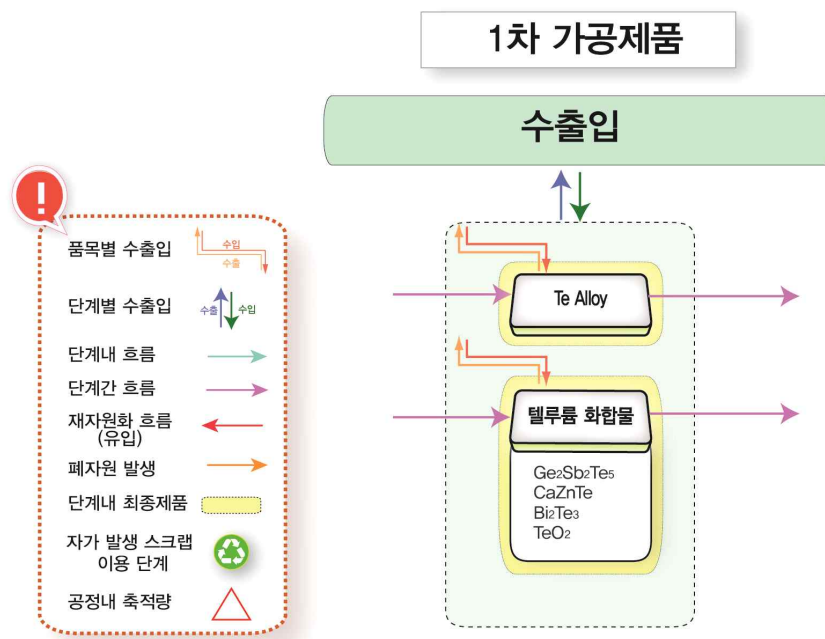 1차 가공제품
수출입
!
품목별 수출입
수입
수출
단계별 수출입
수출
수입
단계내 흐름
단계간 흐름
재자원화 흐름
(유입)
폐자원 발생
단계내 최종제품
자가 발생 스크랩
이용 단계
공정내 축적량
Te Alloy
텔루륨 화합물
Ge₂Sb₂Te₅
CaZnTe
Bi₂Te₃
TeO₂